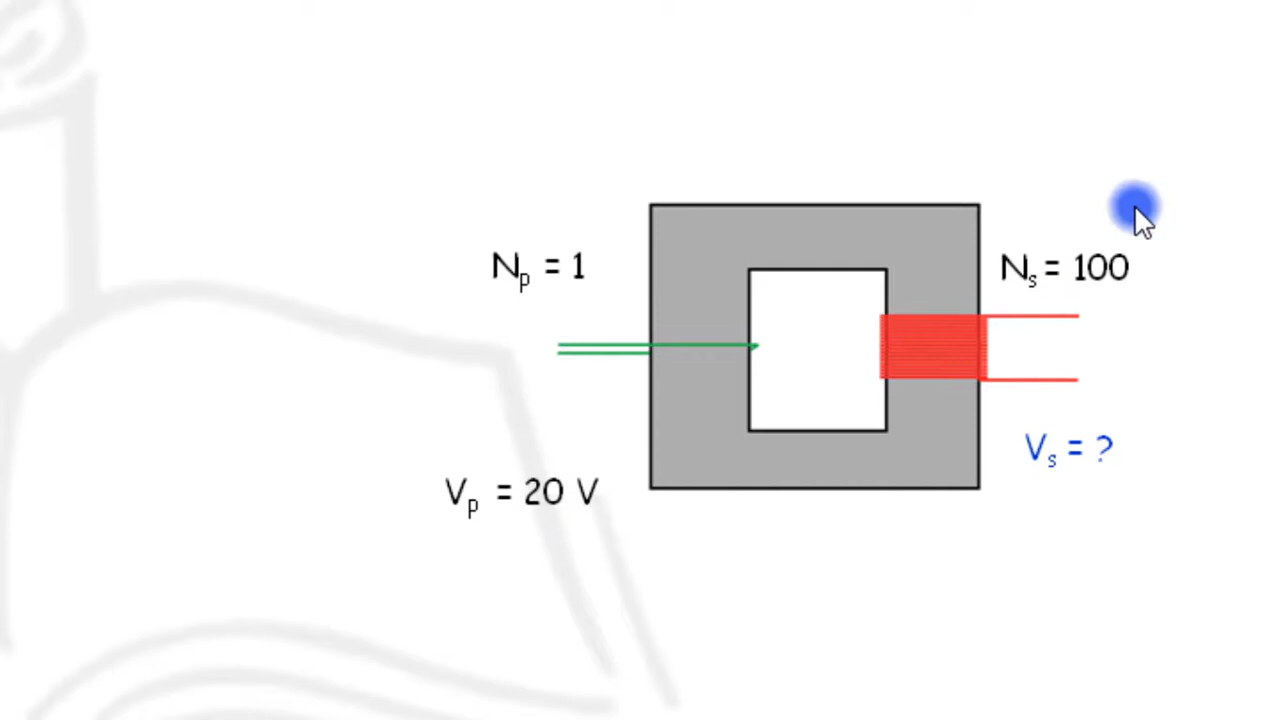 Np = 1
Ns = 100
Vs = ?
Vp = 20 V